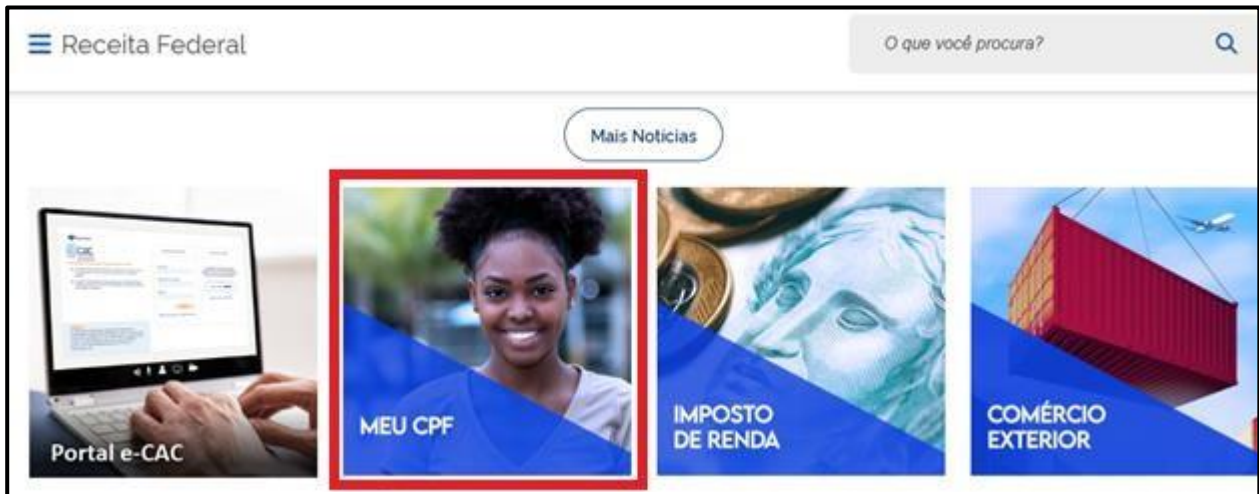 Receita Federal
O que você procura?
Mais Notícias
Portal e-CAC
MEU CPF
IMPOSTO
DE RENDA
COMÉRCIO
EXTERIOR